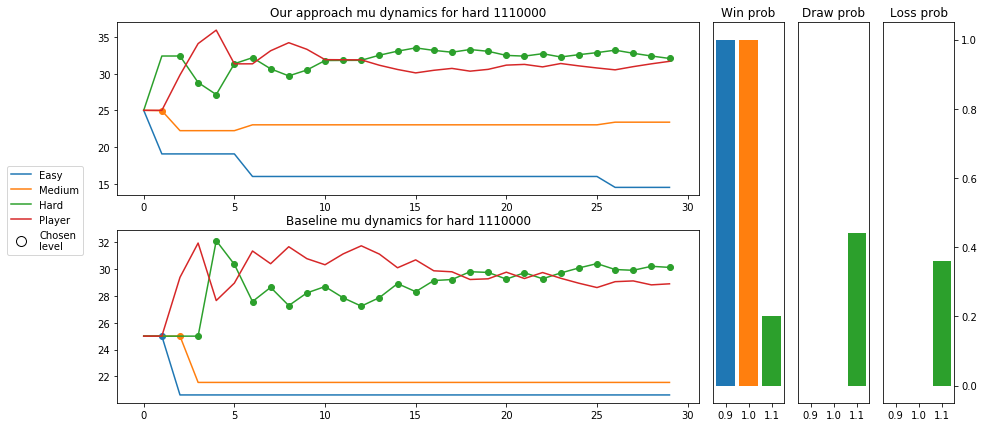 Our approach mu dynamics for hard 1110000
35
30
25
20
15
0 5 10 15 20 25 30
Baseline mu dynamics for hard 1110000
32
30
28
26
24
22
0 5 10 15 20 25 30
Easy
Medium
Hard
Player
Chosen
level
Win prob
0.9 1.0 1.1
Draw prob
0.9 1.0 1.1
Loss prob
0.9 1.0 1.1
1.0
0.8
0.6
0.4
0.2
0.0